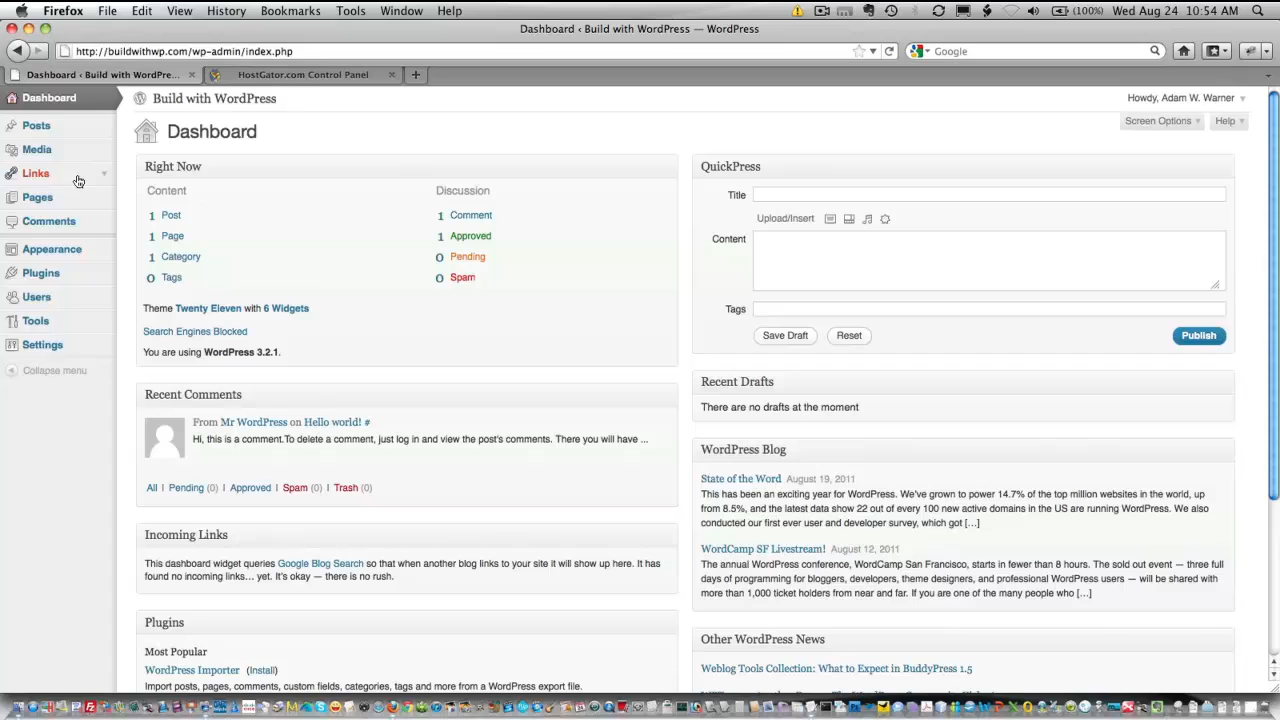 Firefox File Edit View History Bookmarks Tools Window Help (100%) Wed Aug 24 10:54 AM
Dashboard ‹ Build with WordPress — WordPress
http://buildwithwp.com/wp-admin/index.php Google
Dashboard ‹ Build with WordPre... HostGator.com Control Panel
Dashboard
Posts
Media
Links
Pages
Comments
Appearance
Plugins
Users
Tools
Settings
Collapse menu
Build with WordPress Howdy, Adam W. Warner
Screen Options Help
Dashboard
Right Now
Content Discussion
1 Post 1 Comment
1 Page 1 Approved
1 Category 0 Pending
0 Tags 0 Spam
Theme Twenty Eleven with 6 Widgets
Search Engines Blocked
You are using WordPress 3.2.1.
Recent Comments
From Mr WordPress on Hello world! #
Hi, this is a comment.To delete a comment, just log in and view the post's comments. There you will have ...
All | Pending (0) | Approved | Spam (0) | Trash (0)
Incoming Links
This dashboard widget queries Google Blog Search so that when another blog links to your site it will show up here. It has
found no incoming links… yet. It's okay — there is no rush.
Plugins
Most Popular
WordPress Importer (Install)
Import posts, pages, comments, custom fields, categories, tags and more from a WordPress export file.
QuickPress
Title
Upload/Insert
Content
Tags
Save Draft Reset Publish
Recent Drafts
There are no drafts at the moment
WordPress Blog
State of the Word August 19, 2011
This has been an exciting year for WordPress. We've grown to power 14.7% of the top million websites in the world, up
from 8.5%, and the latest data show 22 out of every 100 new active domains in the US are running WordPress. We also
conducted our first ever user and developer survey, which got [...]
WordCamp SF Livestream! August 12, 2011
The annual WordPress conference, WordCamp San Francisco, starts in fewer than 8 hours. The sold out event — three full
days of programming for bloggers, developers, theme designers, and professional WordPress users — will be shared with
more than 1,000 ticket holders from near and far. If you are one of the many people who [...]
Other WordPress News
Weblog Tools Collection: What to Expect in BuddyPress 1.5